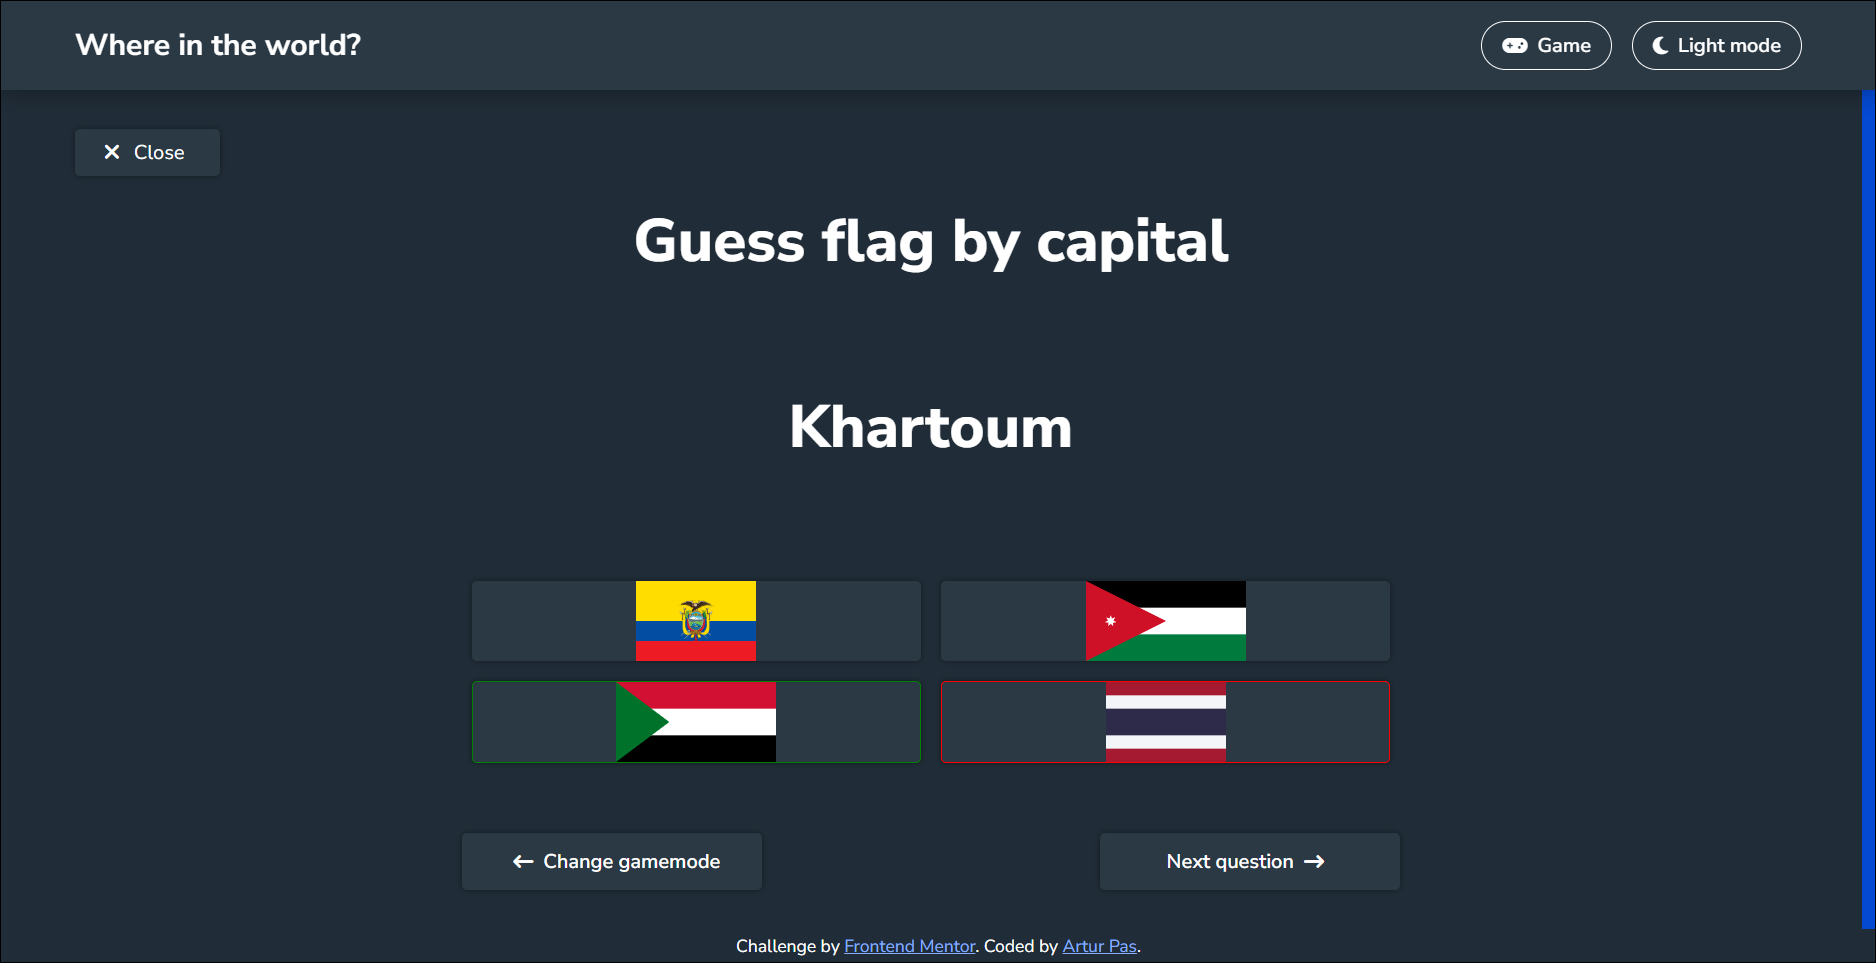 Where in the world?
Game
Light mode
Close
Guess flag by capital
Khartoum
Change gamemode
Next question
Challenge by Frontend Mentor. Coded by Artur Pas.